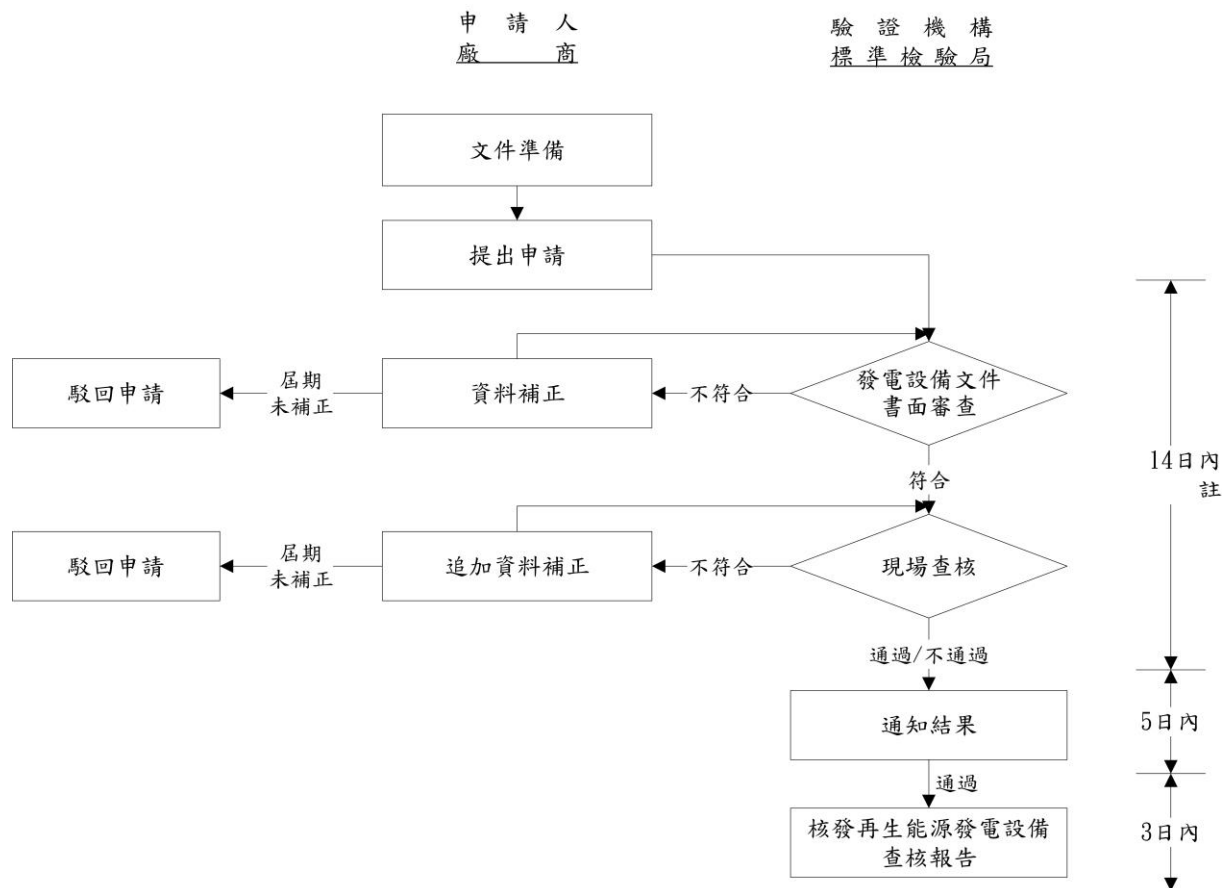 申請人
廠商
驗證機構
標準檢驗局
文件準備
提出申請
駁回申請
屆期
未補正
資料補正
不符合
發電設備文件
書面審查
14日內
註
符合
駁回申請
屆期
未補正
追加資料補正
不符合
現場查核
通過/不通過
通知結果
5日內
通過
核發再生能源發電設備
查核報告
3日內